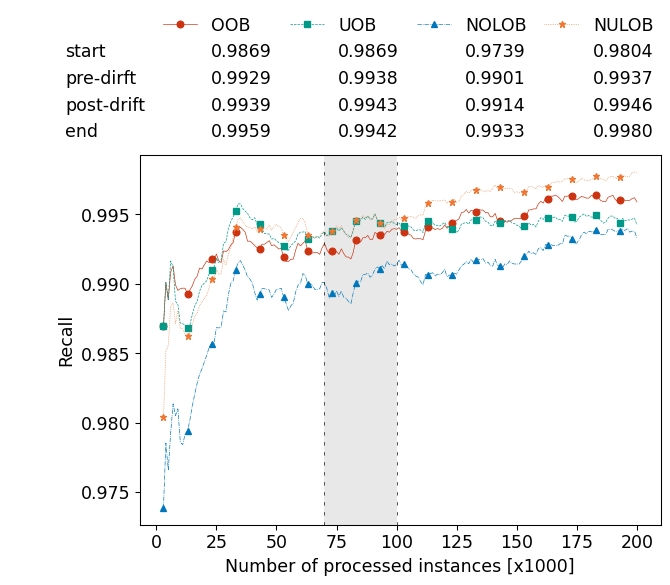 OOB UOB NOLOB NULOB
start 0.9869 0.9869 0.9739 0.9804
pre-dirft 0.9929 0.9938 0.9901 0.9937
post-drift 0.9939 0.9943 0.9914 0.9946
end 0.9959 0.9942 0.9933 0.9980
0.995
0.990
0.985
0.980
0.975
Recall
0 25 50 75 100 125 150 175 200
Number of processed instances [x1000]